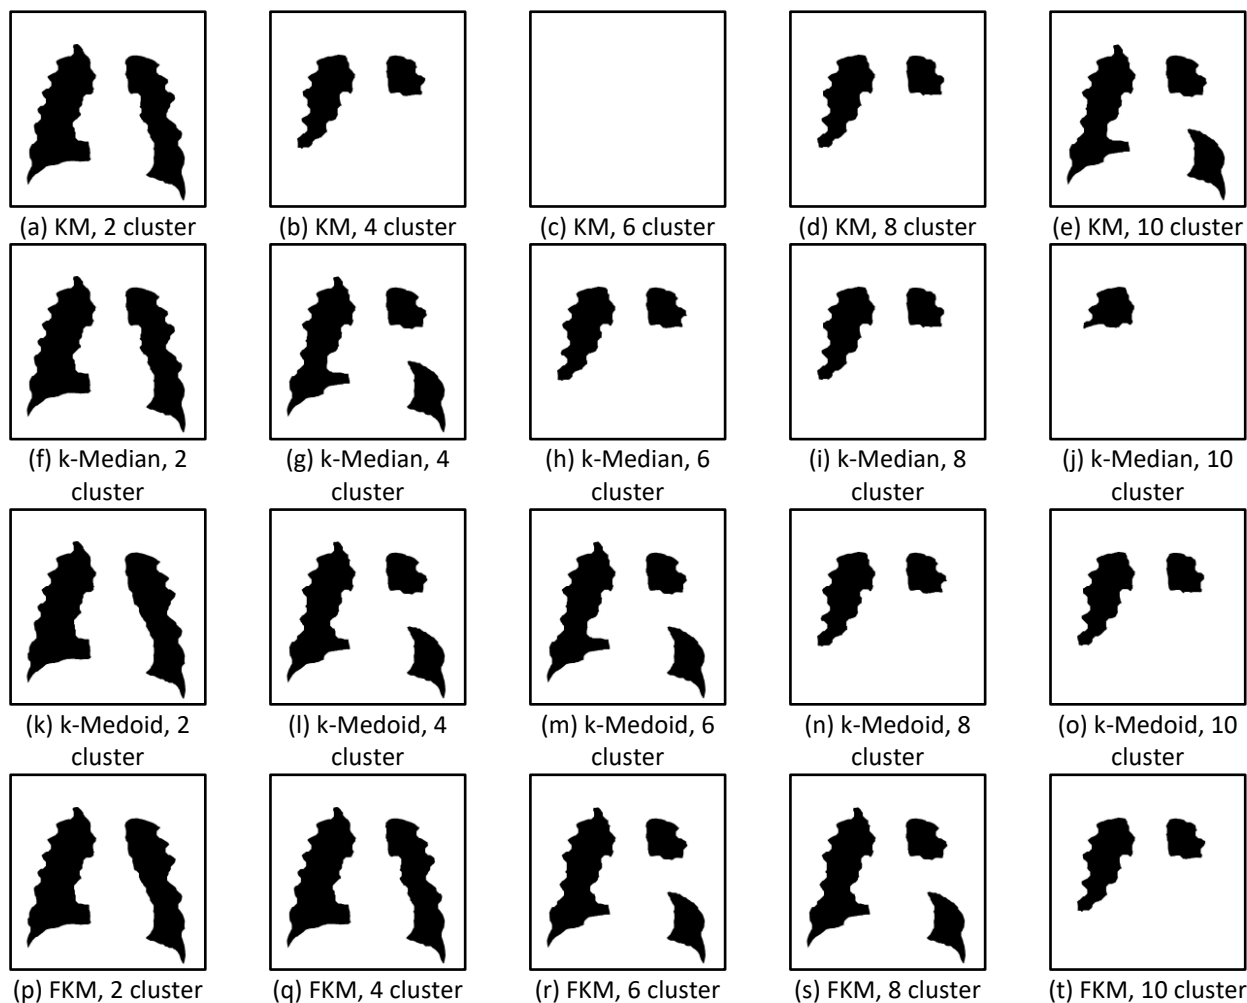 (a) KM, 2 cluster
(b) KM, 4 cluster
(c) KM, 6 cluster
(d) KM, 8 cluster
(e) KM, 10 cluster
(f) k-Median, 2
cluster
(g) k-Median, 4
cluster
(h) k-Median, 6
cluster
(i) k-Median, 8
cluster
(j) k-Median, 10
cluster
(k) k-Medoid, 2
cluster
(l) k-Medoid, 4
cluster
(m) k-Medoid, 6
cluster
(n) k-Medoid, 8
cluster
(o) k-Medoid, 10
cluster
(p) FKM, 2 cluster
(q) FKM, 4 cluster
(r) FKM, 6 cluster
(s) FKM, 8 cluster
(t) FKM, 10 cluster